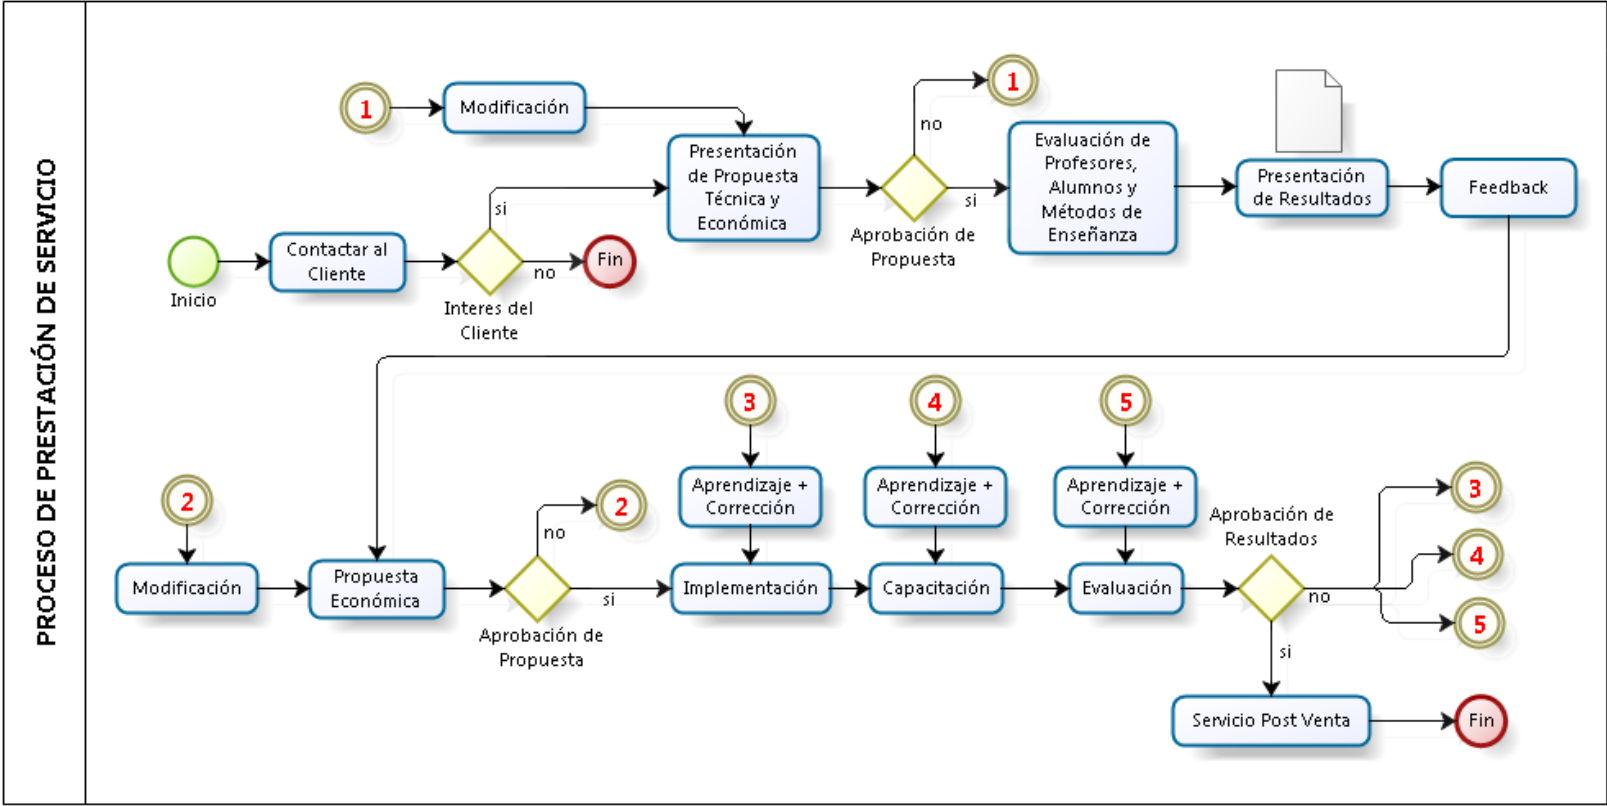 PROCESO DE PRESTACIÓN DE SERVICIO
1
Modificación
Presentación
de Propuesta
Técnica y
Económica
1
no
si
Aprobación de
Propuesta
Evaluación de
Profesores,
Alumnos y
Métodos de
Enseñanza
Presentación
de Resultados
Feedback
Inicio
Contactar al
Cliente
si
no
Interes del
Cliente
Fin
2
Modificación
Propuesta
Económica
no
2
si
Aprobación de
Propuesta
3
Aprendizaje +
Corrección
Implementación
4
Aprendizaje +
Corrección
Capacitación
5
Aprendizaje +
Corrección
Evaluación
Aprobación de
Resultados
no
3
4
5
si
Servicio Post Venta
Fin